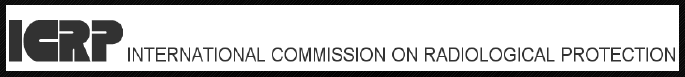 ICRP INTERNATIONAL COMMISSION ON RADIOLOGICAL PROTECTION